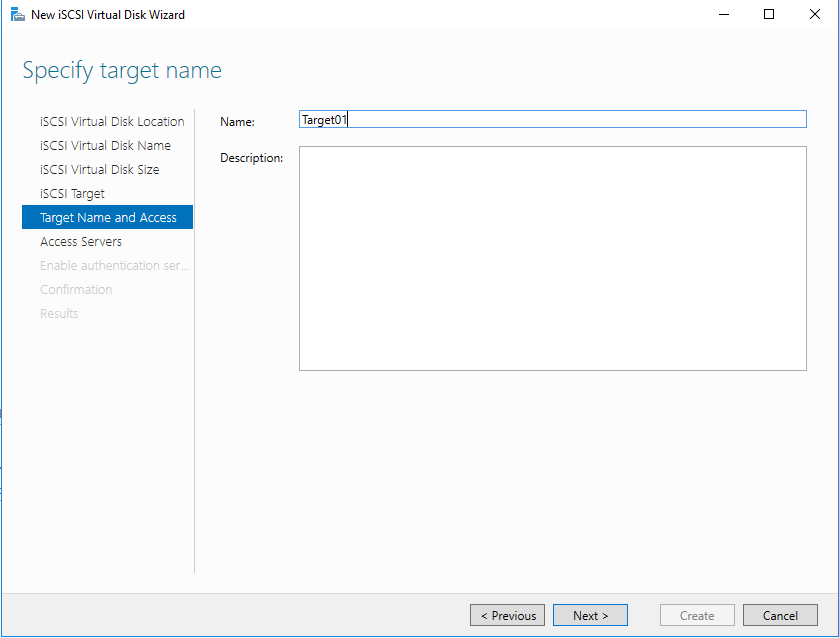 New iSCSI Virtual Disk Wizard
Specify target name
iSCSI Virtual Disk Location
iSCSI Virtual Disk Name
iSCSI Virtual Disk Size
iSCSI Target
Target Name and Access
Access Servers
Enable authentication ser...
Confirmation
Results
Name:
Target01
Description:
< Previous
Next >
Create
Cancel